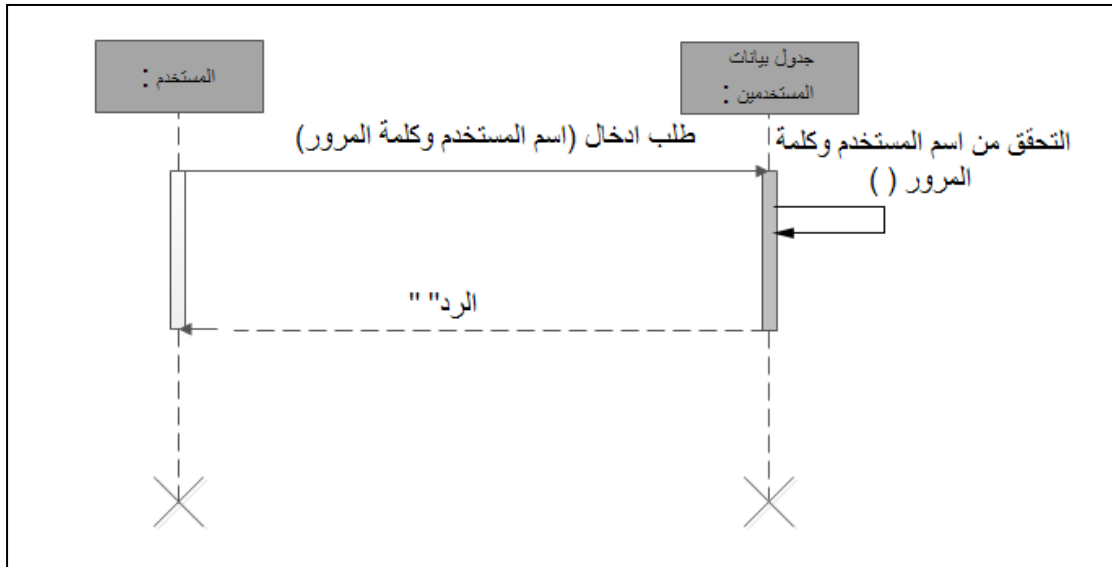 المستخدم :
جدول بيانات
المستخدمين :
طلب ادخال (اسم المستخدم وكلمة المرور)
التحقق من اسم المستخدم وكلمة
المرور ( )
الرد" "